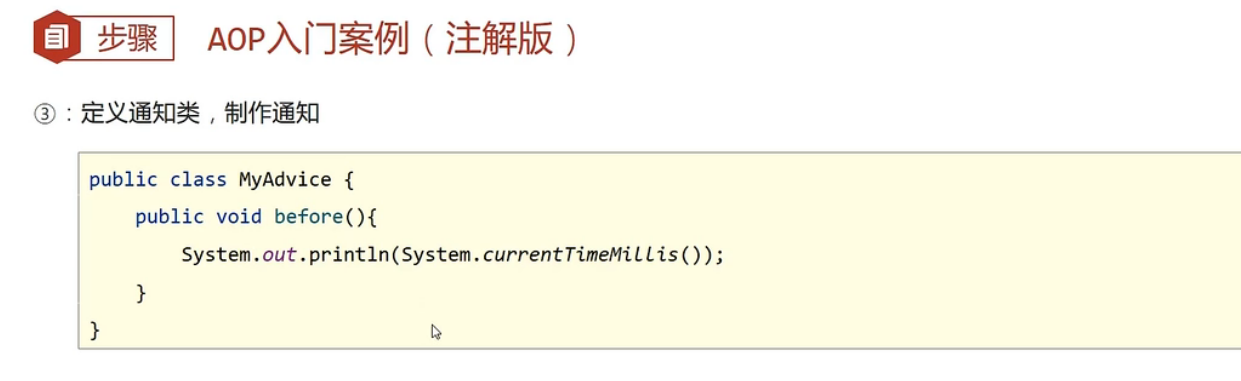 步骤
AOP入门案例（注解版）
③：定义通知类，制作通知
public class MyAdvice {
    public void before(){
        System.out.println(System.currentTimeMillis());
    }
}